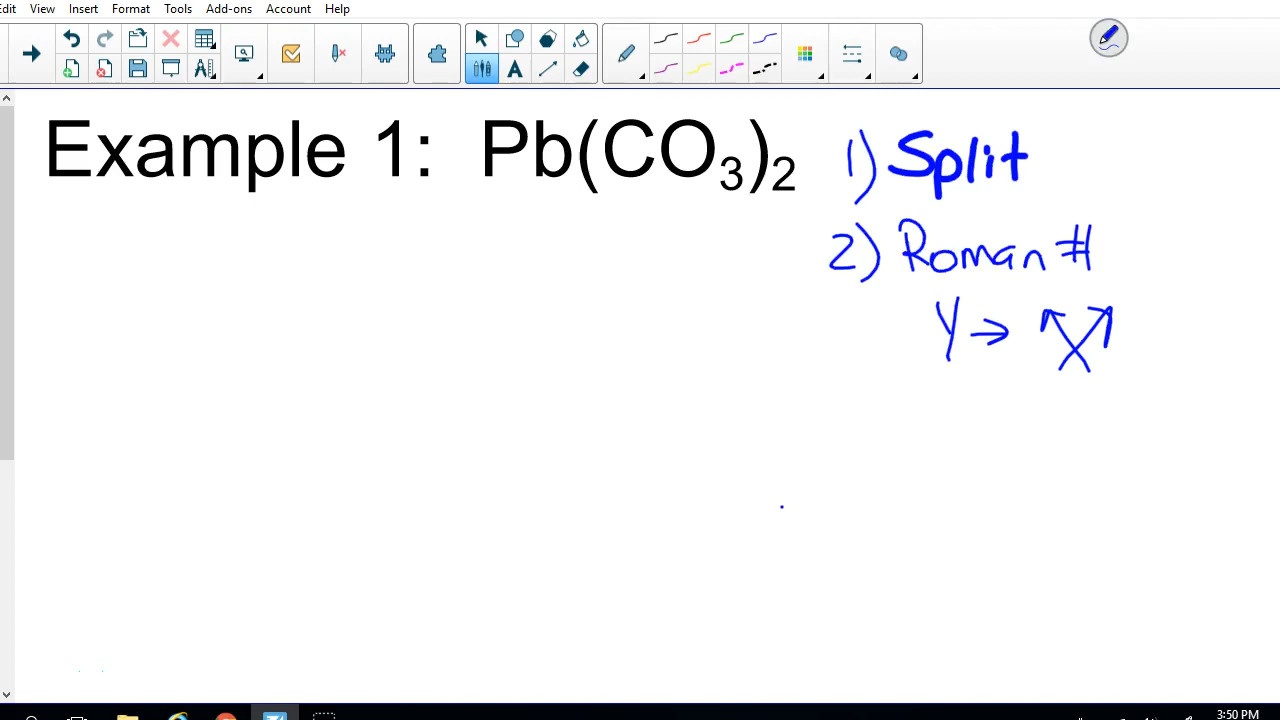 Edit View Insert Format Tools Add-ons Account Help
Example 1: Pb(CO₃)₂
1) Split
2) Roman #
Y →
3:50 PM